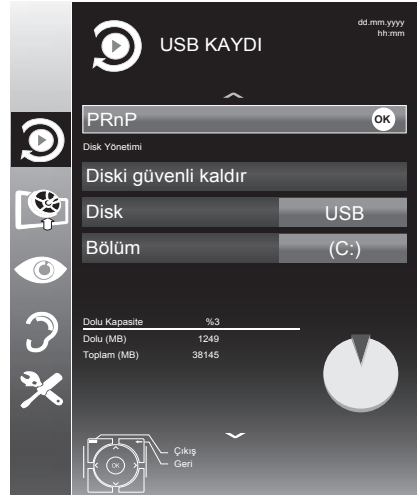 USB KAYDI
dd.mm.yyyy
hh:mm
PRnP
OK
Disk Yönetimi
Diski güvenli kaldır
Disk USB
Bölüm (C:)
Dolu Kapasite %3
Dolu (MB) 1249
Toplam (MB) 38145
Çıkış
OK
Geri